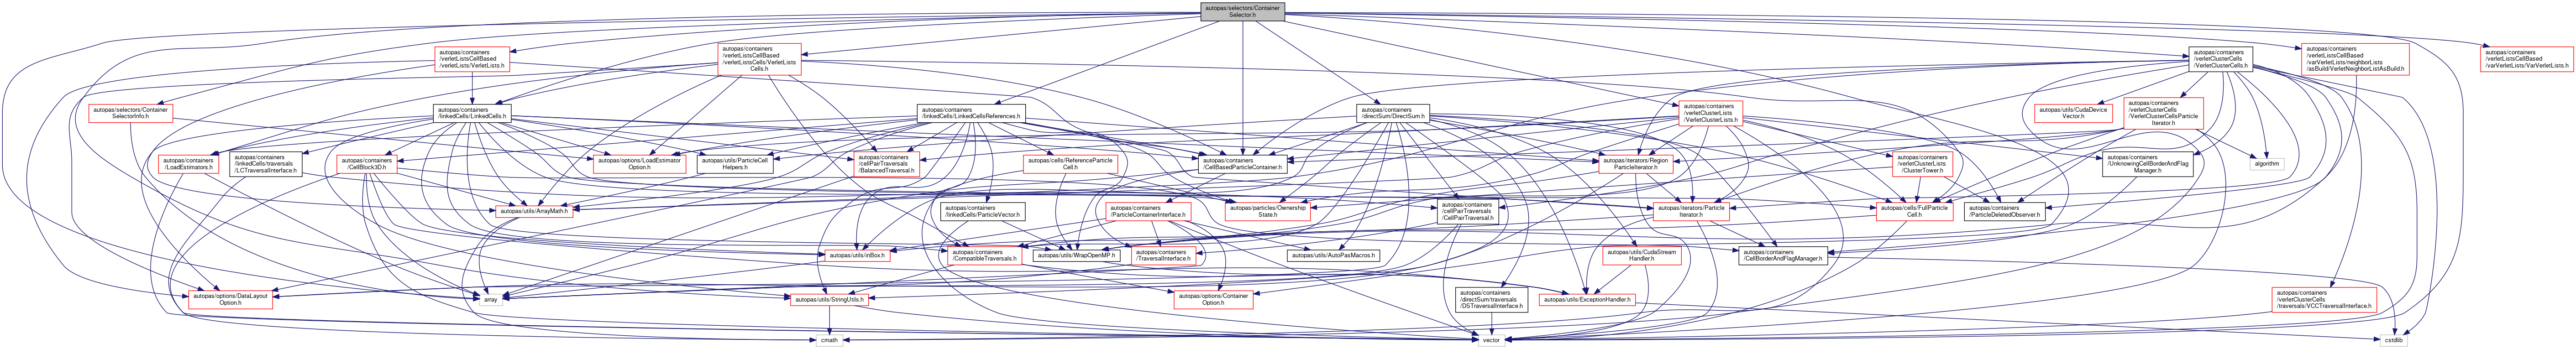 autopas/selectors/Container
Selector.h
autopas/containers
/verletListsCellBased
/verletLists/VerletLists.h
autopas/containers
/verletListsCellBased
/verletListsCells/VerletLists
Cells.h
autopas/containers
/verletClusterCells
/VerletClusterCells.h
autopas/containers
/verletListsCellBased
/varVerletLists/neighborLists
/asBuild/VerletNeighborListAsBuild.h
autopas/containers
/verletListsCellBased
/varVerletLists/VarVerletLists.h
autopas/selectors/Container
SelectorInfo.h
autopas/containers
/linkedCells/LinkedCells.h
autopas/containers
/linkedCells/LinkedCellsReferences.h
autopas/containers
/directSum/DirectSum.h
autopas/containers
/verletClusterLists
/VerletClusterLists.h
autopas/utils/CudaDevice
Vector.h
autopas/containers
/verletClusterCells
/VerletClusterCellsParticle
Iterator.h
autopas/containers
/LoadEstimators.h
autopas/containers
/linkedCells/traversals
/LCTraversalInterface.h
autopas/containers
/CellBlock3D.h
autopas/options/LoadEstimator
Option.h
autopas/utils/ParticleCell
Helpers.h
autopas/containers
/cellPairTraversals
/BalancedTraversal.h
autopas/cells/ReferenceParticle
Cell.h
autopas/containers
/CellBasedParticleContainer.h
autopas/iterators/Region
ParticleIterator.h
autopas/containers
/verletClusterLists
/ClusterTower.h
autopas/containers
/UnknowingCellBorderAndFlag
Manager.h
algorithm
autopas/utils/ArrayMath.h
autopas/containers
/linkedCells/ParticleVector.h
autopas/containers
/ParticleContainerInterface.h
autopas/particles/Ownership
State.h
autopas/containers
/cellPairTraversals
/CellPairTraversal.h
autopas/iterators/Particle
Iterator.h
autopas/cells/FullParticle
Cell.h
autopas/containers
/ParticleDeletedObserver.h
autopas/utils/inBox.h
autopas/containers
/CompatibleTraversals.h
autopas/utils/WrapOpenMP.h
autopas/containers
/TraversalInterface.h
autopas/utils/AutoPasMacros.h
autopas/utils/CudaStream
Handler.h
autopas/containers
/CellBorderAndFlagManager.h
autopas/options/DataLayout
Option.h
array
autopas/utils/StringUtils.h
autopas/options/Container
Option.h
autopas/containers
/directSum/traversals
/DSTraversalInterface.h
autopas/utils/ExceptionHandler.h
autopas/containers
/verletClusterCells
/traversals/VCCTraversalInterface.h
cmath
vector
cstdlib